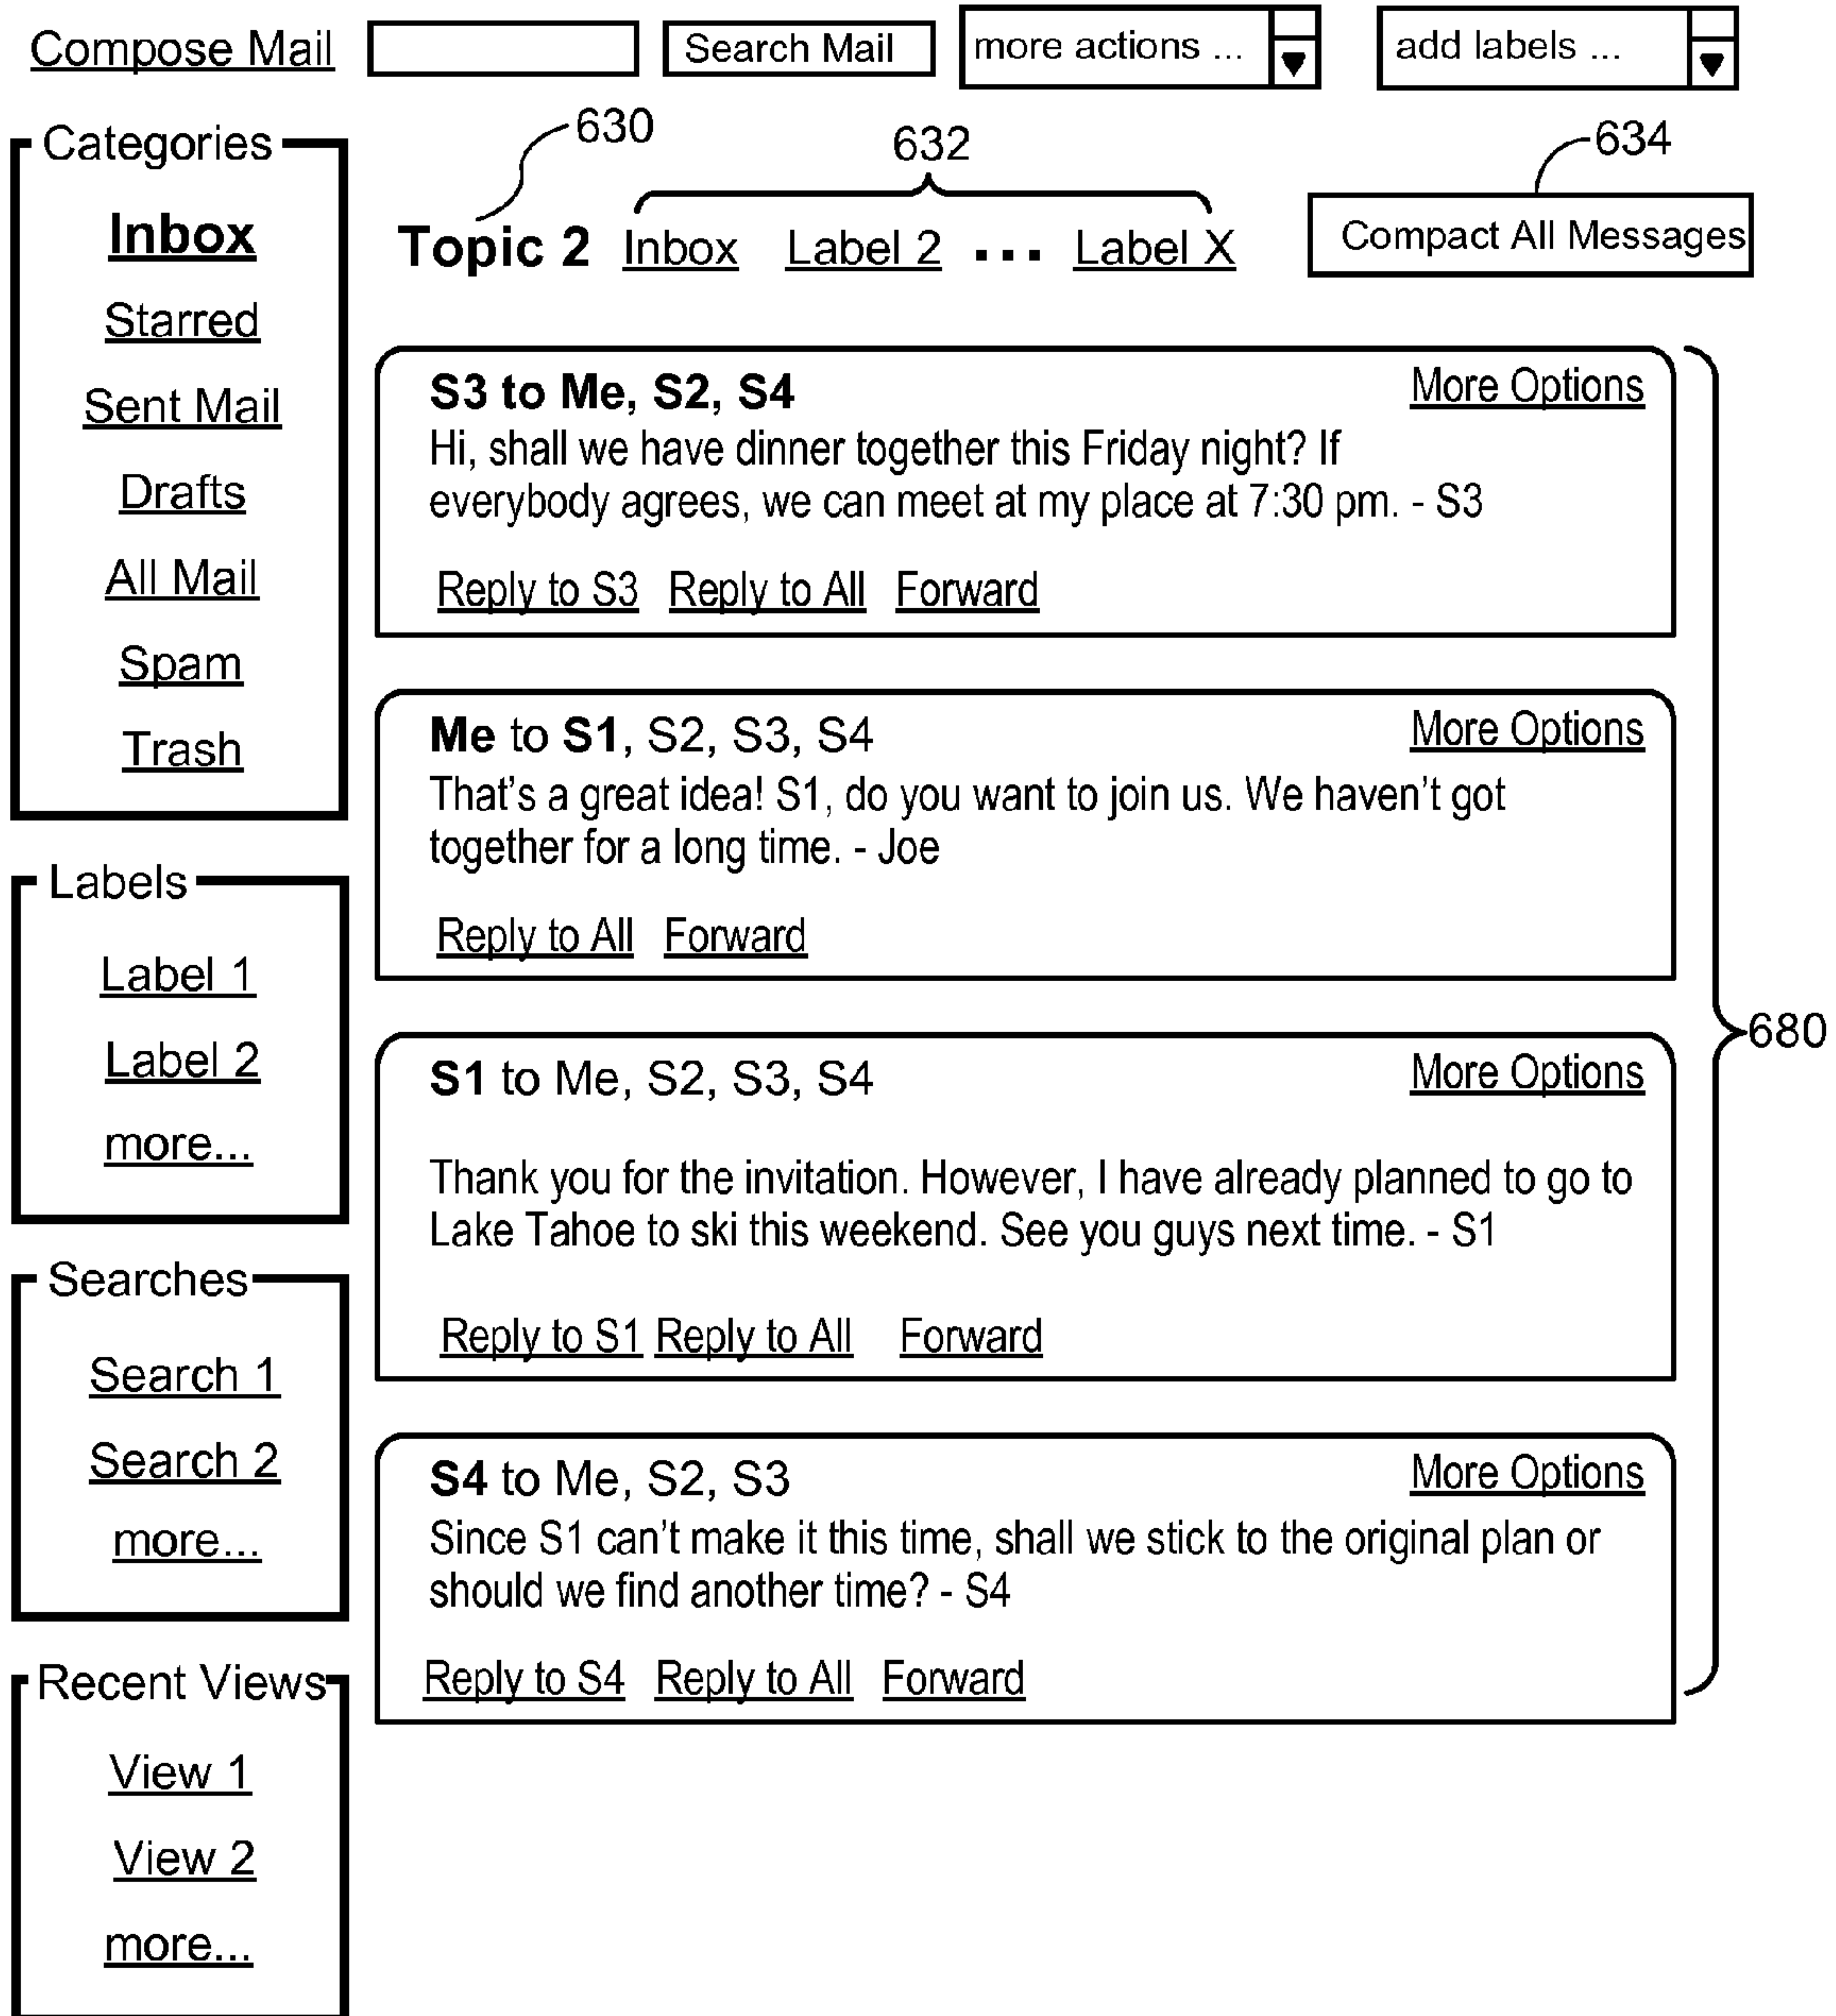 Compose Mail
Search Mail
more actions ...
add labels ...
630
632
634
Categories
Inbox
Starred
Sent Mail
Drafts
All Mail
Spam
Trash
Labels
Label 1
Label 2
more...
Searches
Search 1
Search 2
more...
Recent Views
View 1
View 2
more...
Topic 2 Inbox Label 2 ... Label X
Compact All Messages
S3 to Me, S2, S4 More Options
Hi, shall we have dinner together this Friday night? If
everybody agrees, we can meet at my place at 7:30 pm. - S3
Reply to S3 Reply to All Forward
Me to S1, S2, S3, S4 More Options
That's a great idea! S1, do you want to join us. We haven't got
together for a long time. - Joe
Reply to All Forward
S1 to Me, S2, S3, S4 More Options
Thank you for the invitation. However, I have already planned to go to
Lake Tahoe to ski this weekend. See you guys next time. - S1
Reply to S1 Reply to All Forward
S4 to Me, S2, S3 More Options
Since S1 can't make it this time, shall we stick to the original plan or
should we find another time? - S4
Reply to S4 Reply to All Forward
680